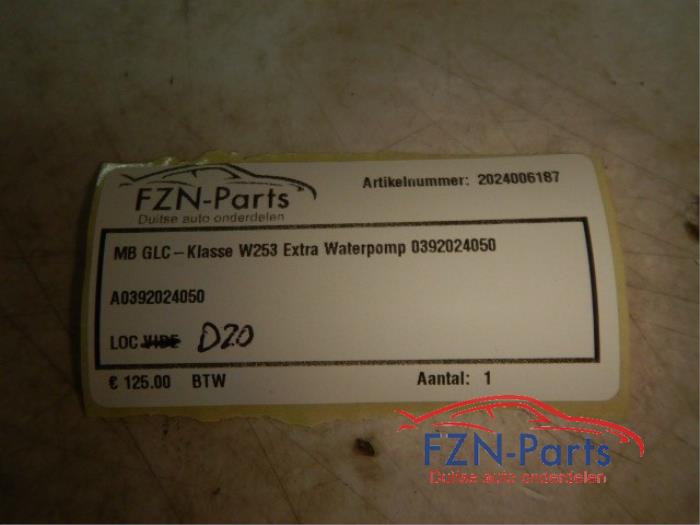 FZN-Parts
Duitse auto onderdelen
Artikelnummer: 2024006187
MB GLC-Klasse W253 Extra Waterpomp 0392024050
A0392024050
LOC VIDE D20
€ 125.00 BTW
Aantal: 1
FZN-Parts
Duitse auto onderdelen